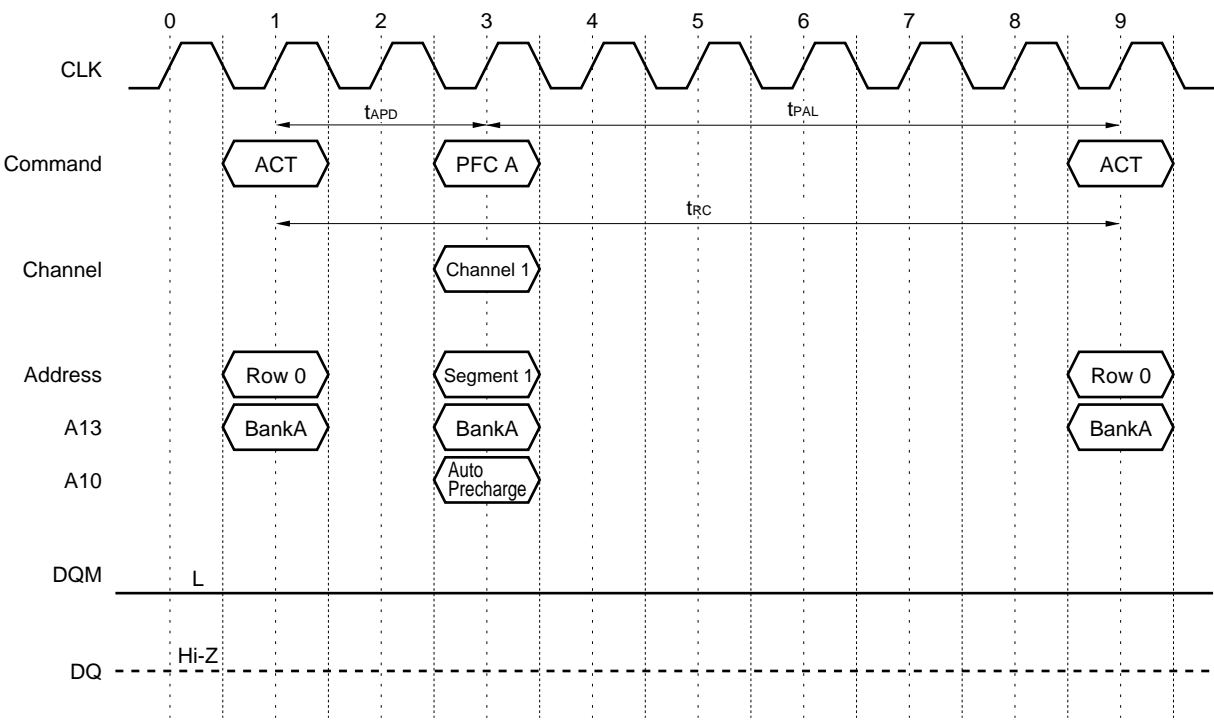 0 1 2 3 4 5 6 7 8 9
CLK
tAPD tPAL
Command ACT PFC A ACT
tRC
Channel Channel 1
Address Row 0 Segment 1 Row 0
A13 BankA BankA BankA
A10 Auto
Precharge
DQM L
Hi-Z
DQ